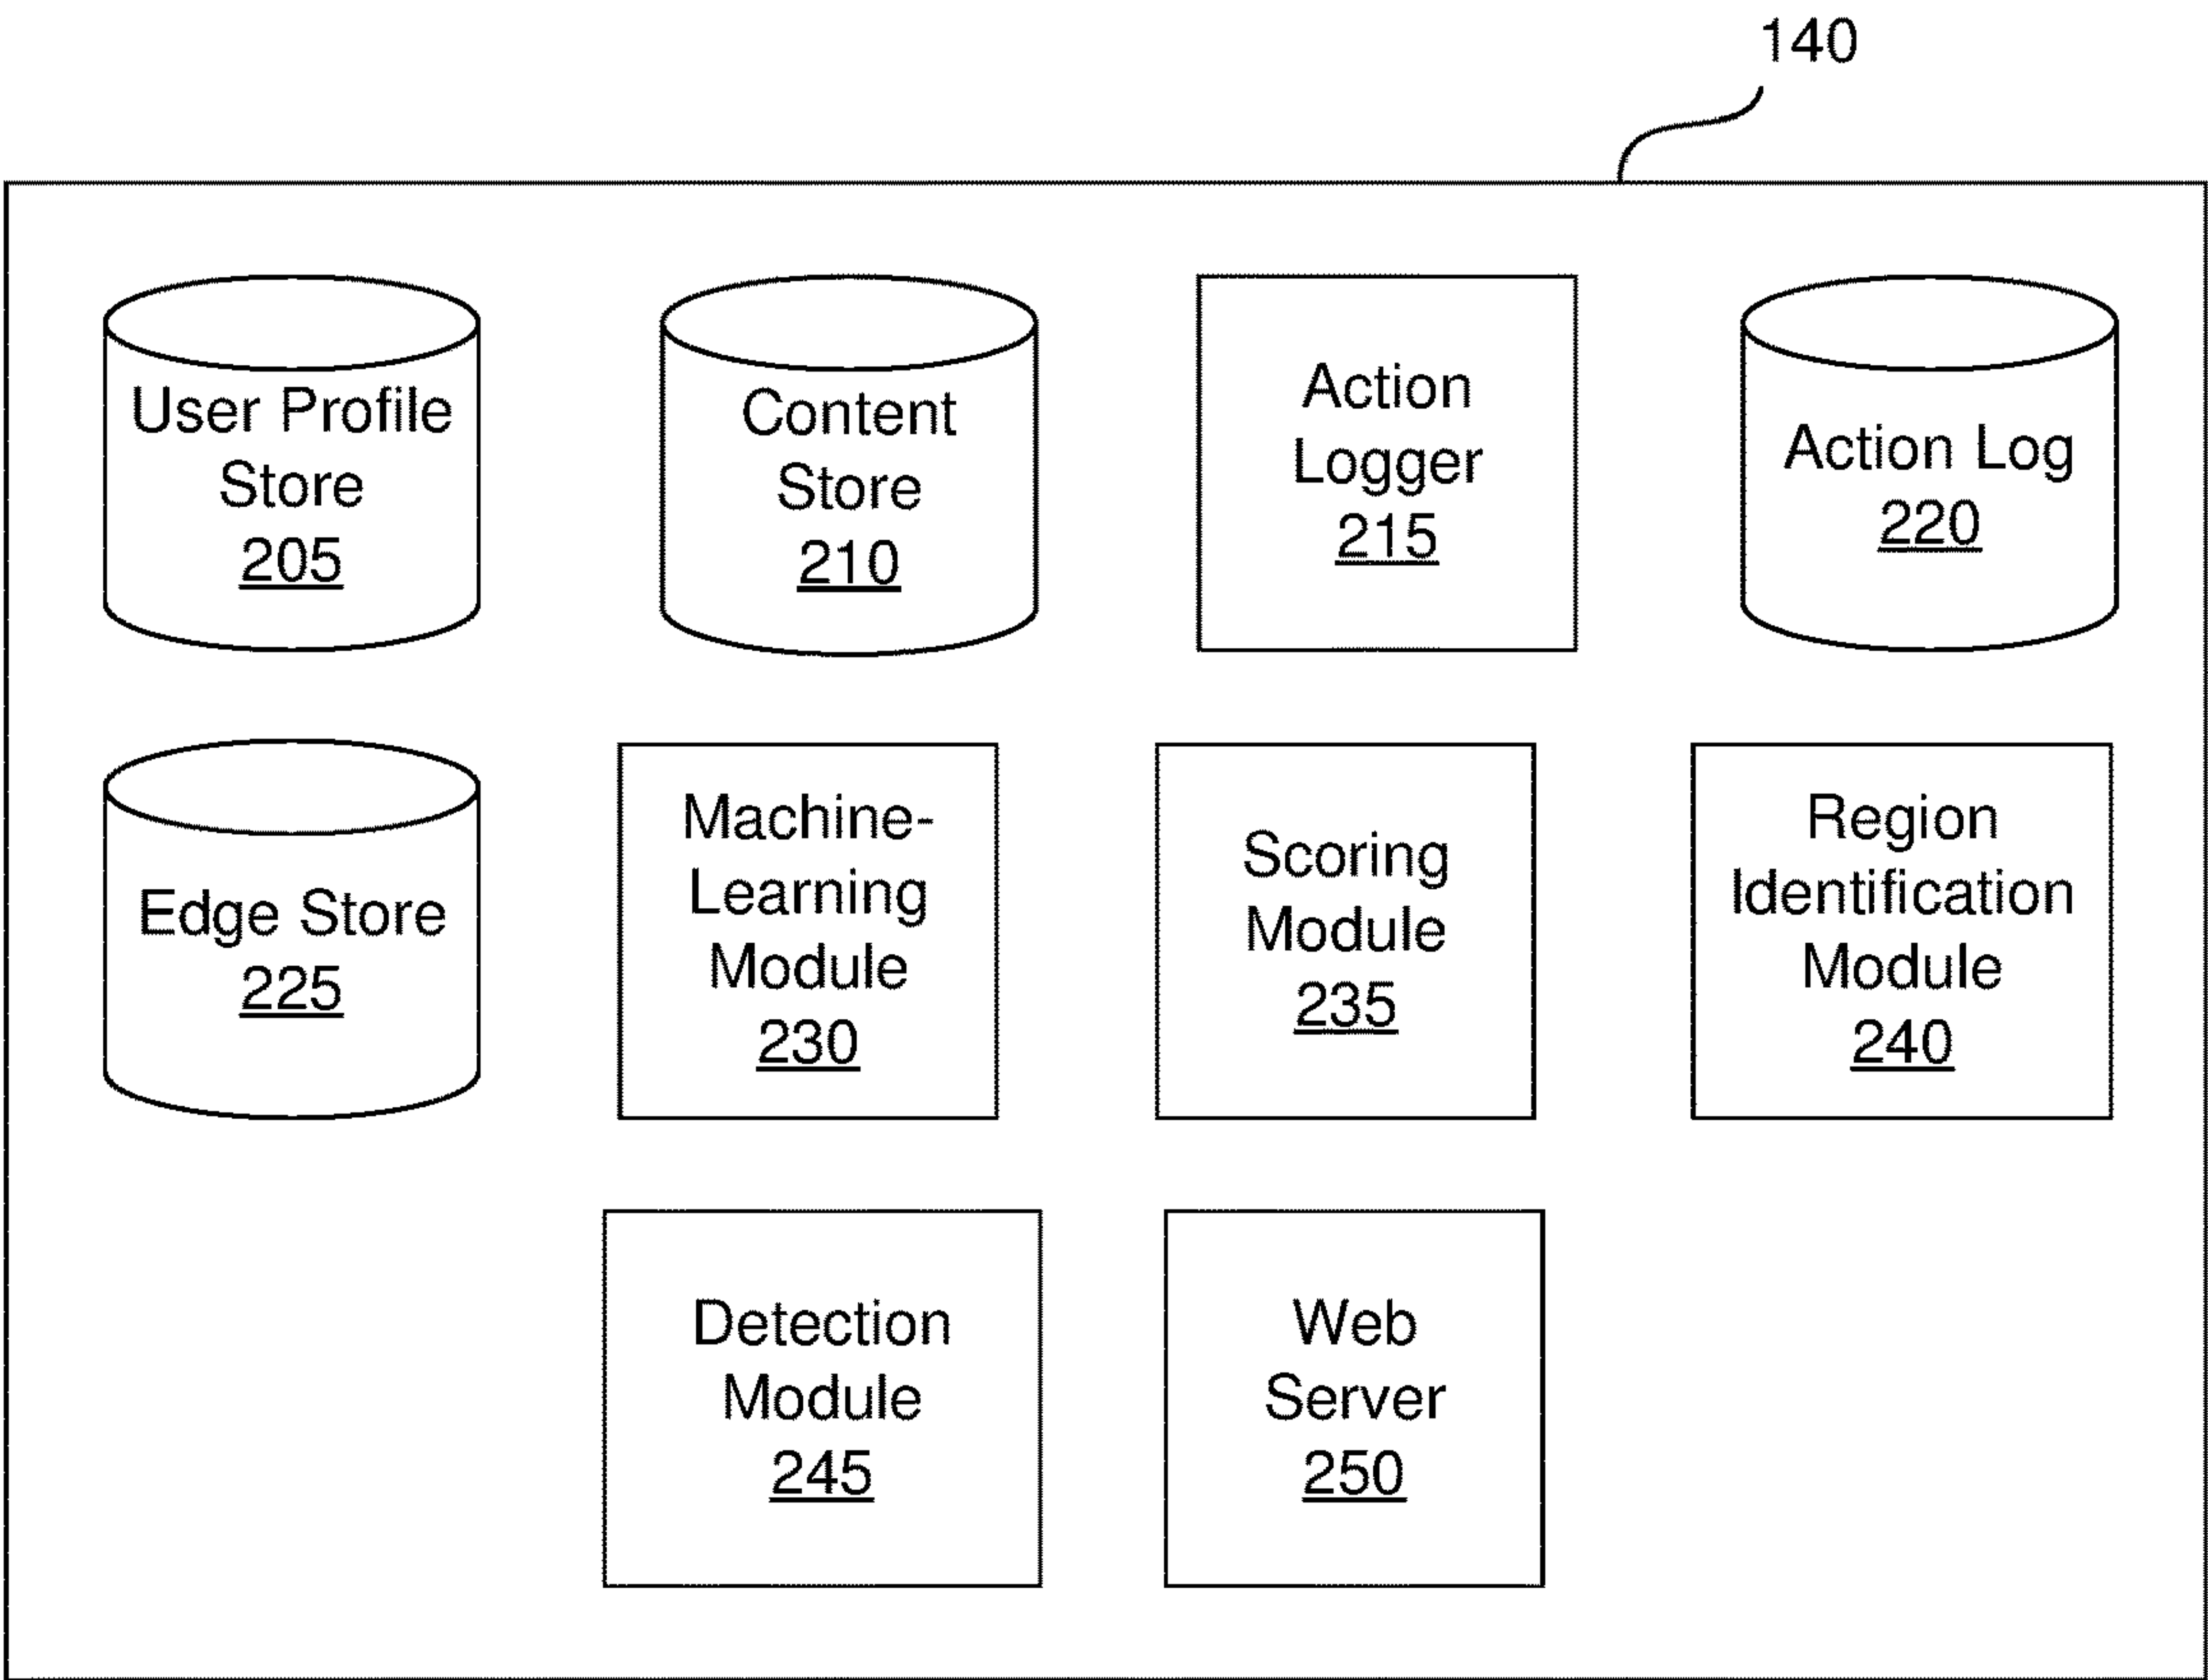 140
User Profile
Store
205
Content
Store
210
Action
Logger
215
Action Log
220
Edge Store
225
Machine-
Learning
Module
230
Scoring
Module
235
Region
Identification
Module
240
Detection
Module
245
Web
Server
250